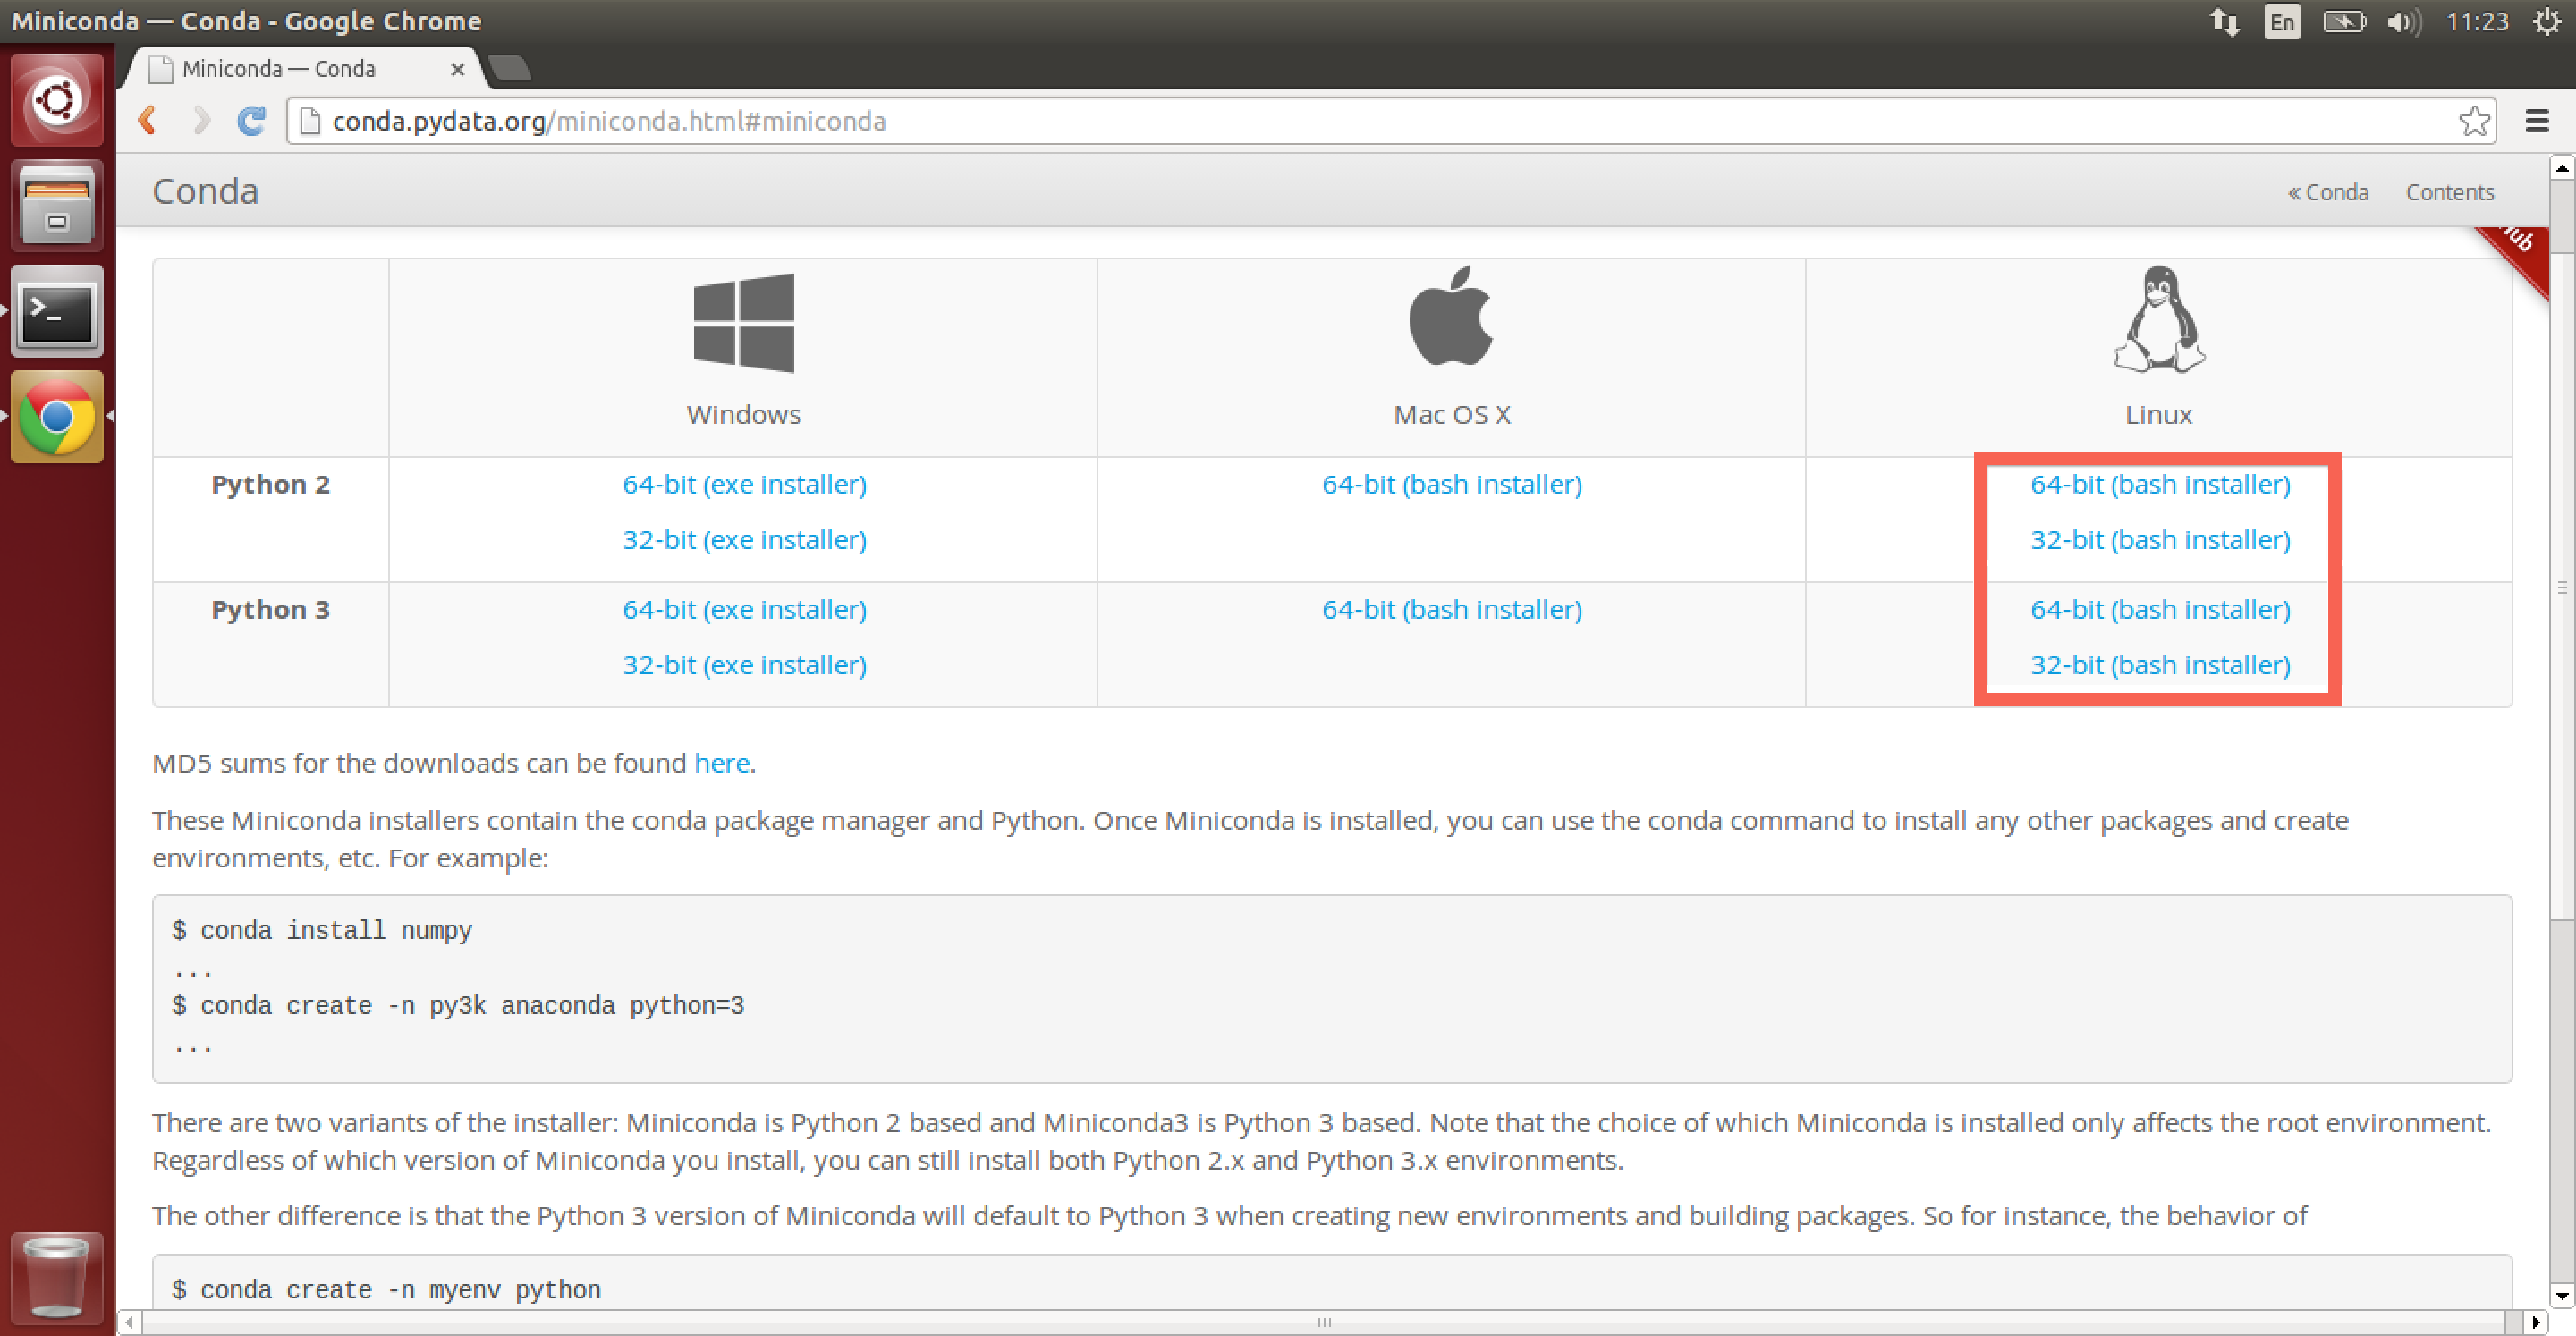 Miniconda — Conda - Google Chrome
En
11:23
Miniconda — Conda
conda.pydata.org/miniconda.html#miniconda
Conda
« Conda
Contents
Windows
Mac OS X
Linux
Python 2
64-bit (exe installer)
64-bit (bash installer)
64-bit (bash installer)
32-bit (exe installer)
32-bit (bash installer)
Python 3
64-bit (exe installer)
64-bit (bash installer)
64-bit (bash installer)
32-bit (exe installer)
32-bit (bash installer)
MD5 sums for the downloads can be found here.
These Miniconda installers contain the conda package manager and Python. Once Miniconda is installed, you can use the conda command to install any other packages and create
environments, etc. For example:
$ conda install numpy
...
$ conda create -n py3k anaconda python=3
...
There are two variants of the installer: Miniconda is Python 2 based and Miniconda3 is Python 3 based. Note that the choice of which Miniconda is installed only affects the root environment.
Regardless of which version of Miniconda you install, you can still install both Python 2.x and Python 3.x environments.
The other difference is that the Python 3 version of Miniconda will default to Python 3 when creating new environments and building packages. So for instance, the behavior of
$ conda create -n myenv python